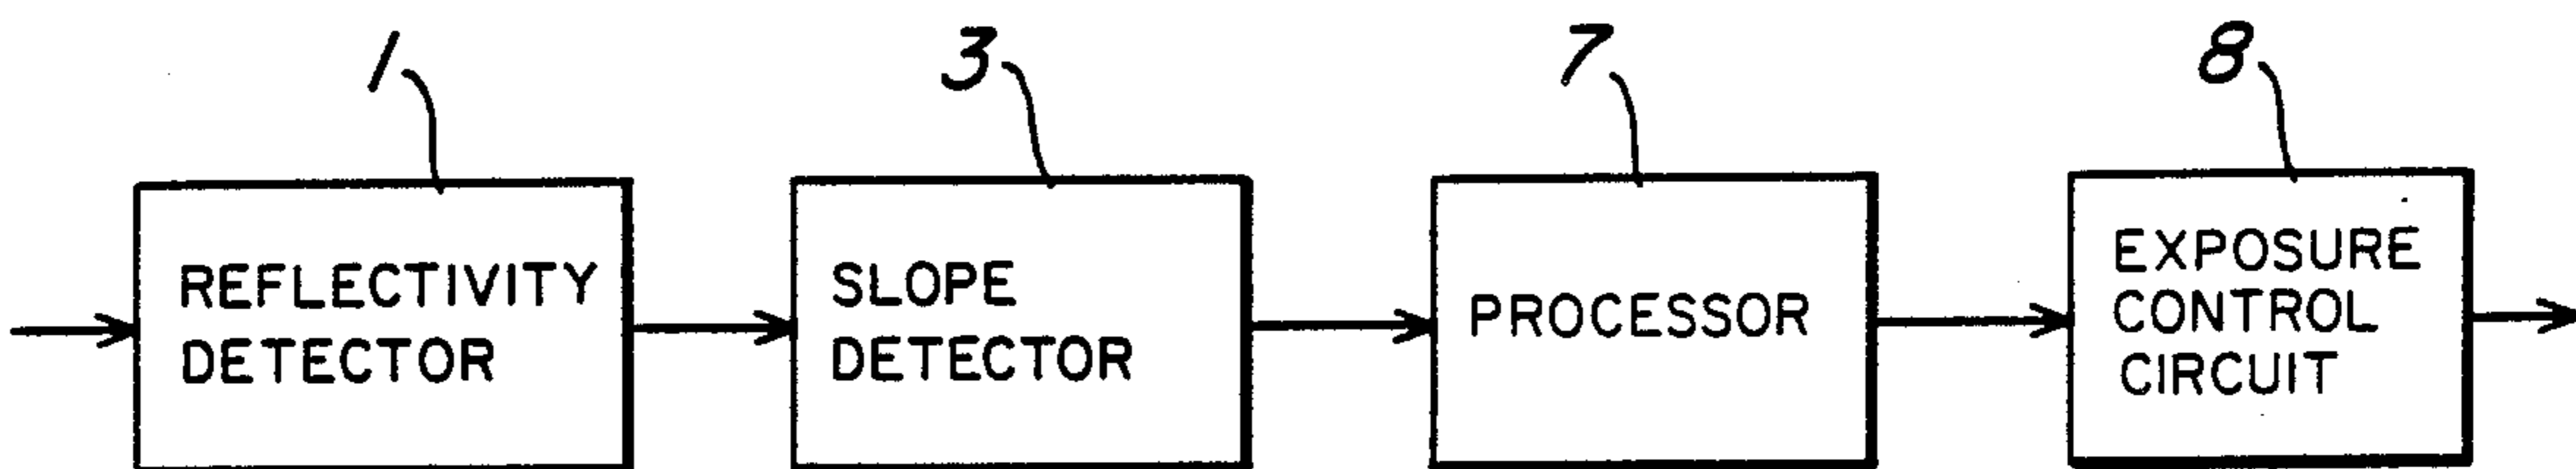 1
3
7
8
REFLECTIVITY
DETECTOR
SLOPE
DETECTOR
PROCESSOR
EXPOSURE
CONTROL
CIRCUIT